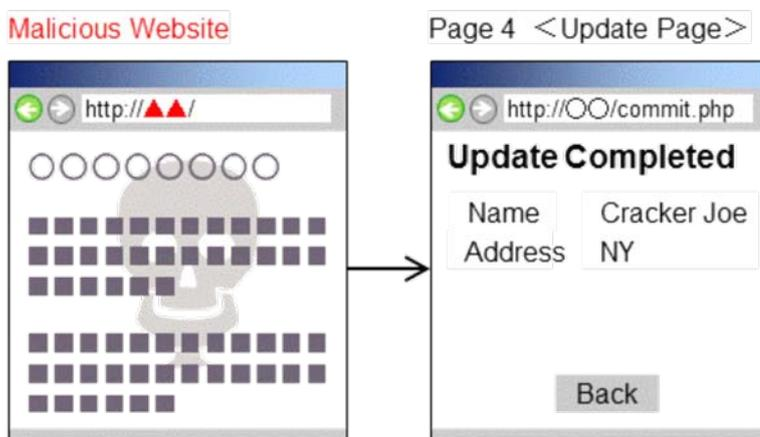 Malicious Website
Page 4 <Update Page>
http://▲▲/
http://○○/commit.php
○○○○○○○○
■■■■■■■■■■■■
■■■■■■■■■■■■
■■■■■■
■■■■■■■■■■■■
■■■■■■■■■■■■
■■■■■■
Update Completed
Name Cracker Joe
Address NY
Back